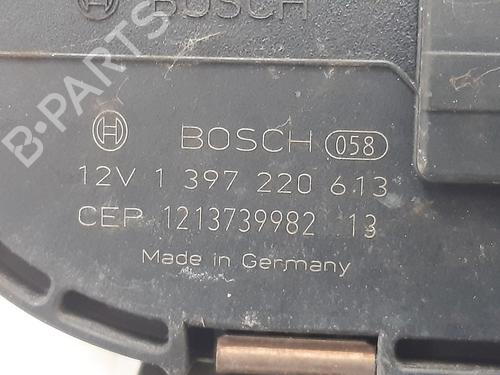 BOSCH
B-PARTS
BOSCH 058
12V 1 397 220 613
CEP 1213739982 13
Made in Germany